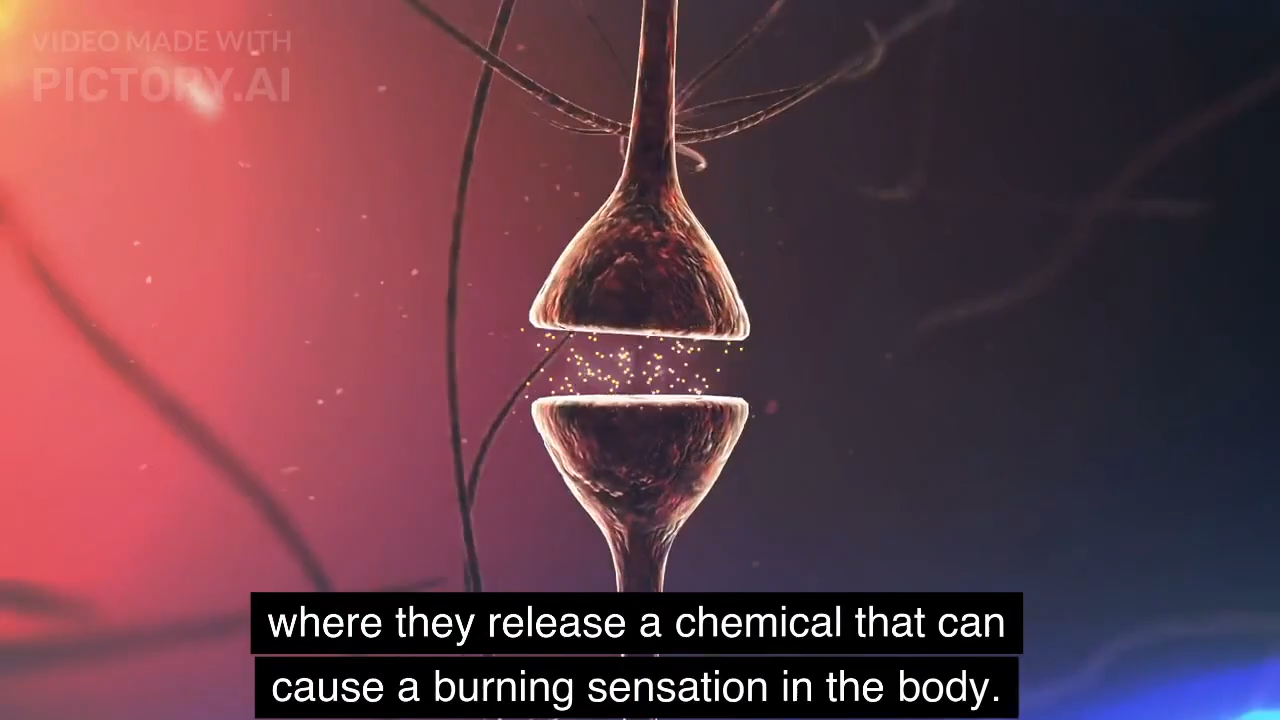 VIDEO MADE WITH
PICTORY.AI
where they release a chemical that can
cause a burning sensation in the body.